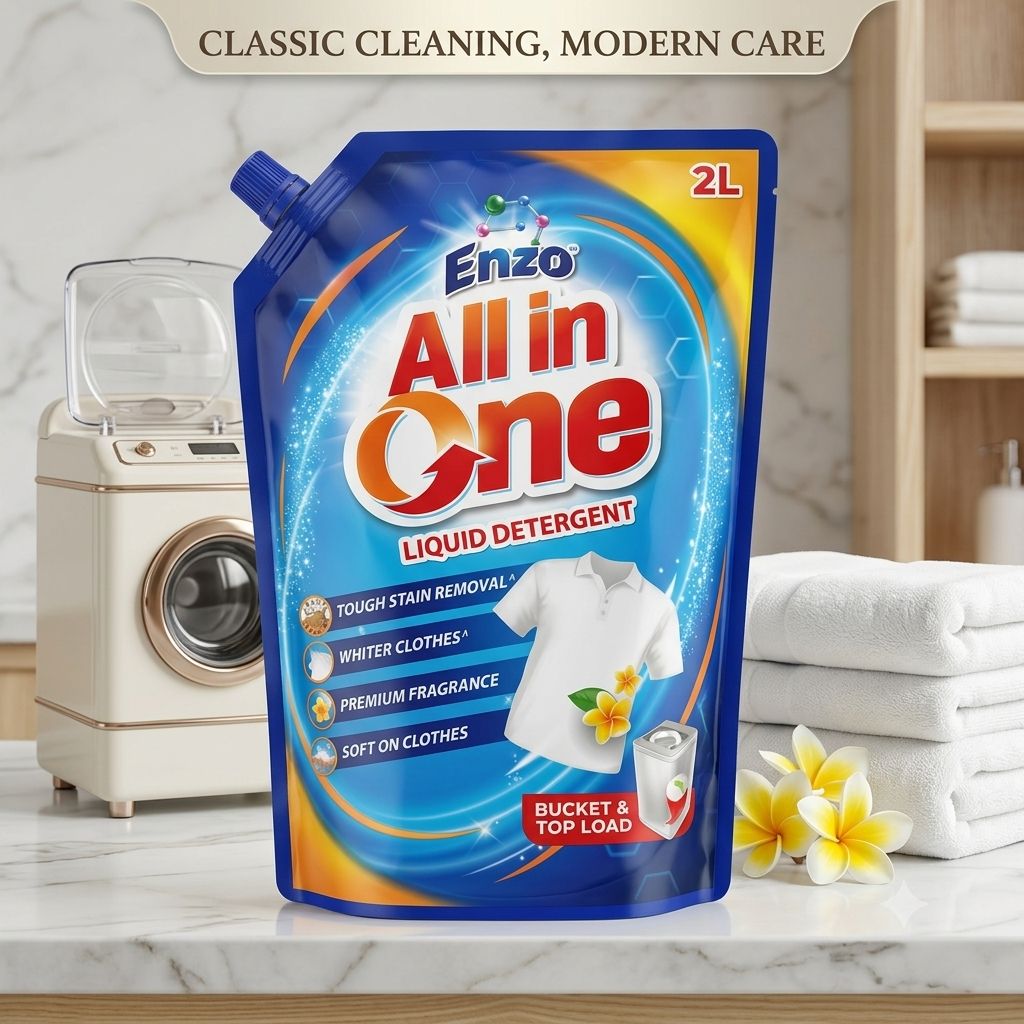 CLASSIC CLEANING, MODERN CARE
2L
Enzo
All in
One
LIQUID DETERGENT
TOUGH STAIN REMOVAL^
WHITER CLOTHES^
PREMIUM FRAGRANCE
SOFT ON CLOTHES
BUCKET &
TOP LOAD